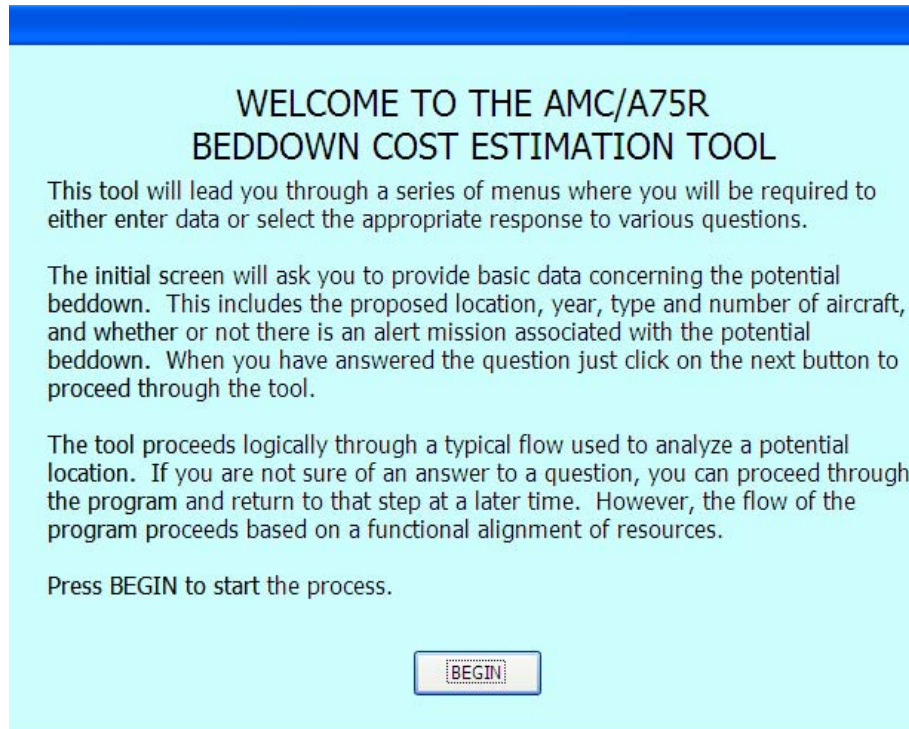 WELCOME TO THE AMC/A75R
BEDDOWN COST ESTIMATION TOOL
This tool will lead you through a series of menus where you will be required to
either enter data or select the appropriate response to various questions.
The initial screen will ask you to provide basic data concerning the potential
beddown. This includes the proposed location, year, type and number of aircraft,
and whether or not there is an alert mission associated with the potential
beddown. When you have answered the question just click on the next button to
proceed through the tool.
The tool proceeds logically through a typical flow used to analyze a potential
location. If you are not sure of an answer to a question, you can proceed through
the program and return to that step at a later time. However, the flow of the
program proceeds based on a functional alignment of resources.
Press BEGIN to start the process.
BEGIN